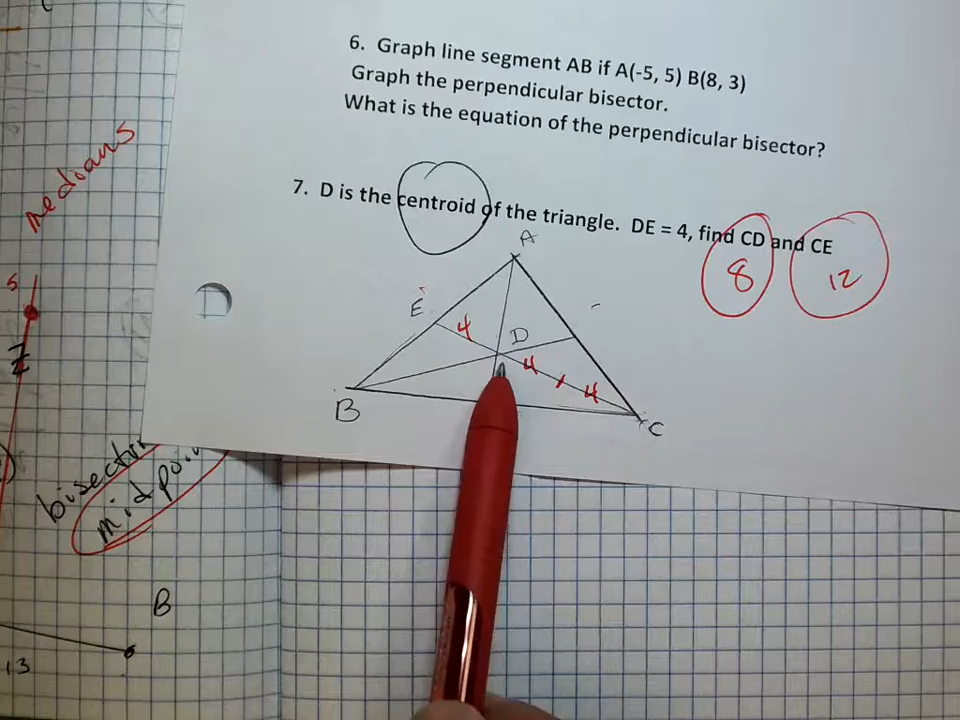 6. Graph line segment AB if A(-5, 5) B(8, 3)
Graph the perpendicular bisector.
What is the equation of the perpendicular bisector?
medians
7. D is the centroid of the triangle. DE = 4, find CD and CE
8 12
A
5
E
4
D
4 4
B
C
midpoi
B
13